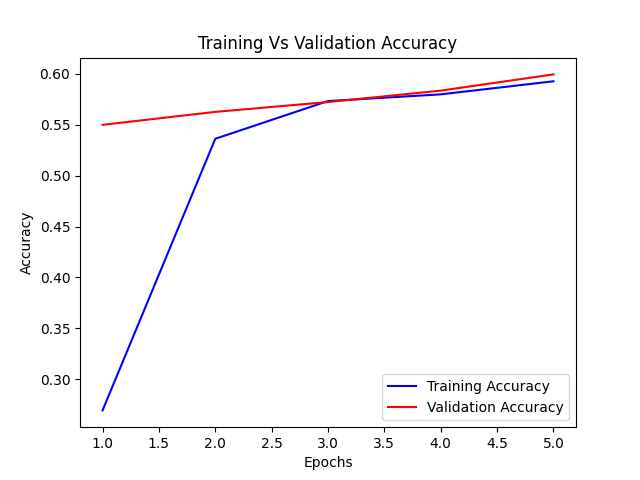 Training Vs Validation Accuracy
0.60
0.55
0.50
0.45
0.40
0.35
0.30
Accuracy
Training Accuracy
Validation Accuracy
1.0 1.5 2.0 2.5 3.0 3.5 4.0 4.5 5.0
Epochs